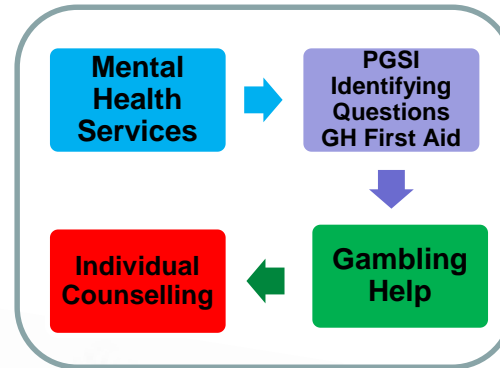 Mental
Health
Services
PGSI
Identifying
Questions
GH First Aid
Gambling
Help
Individual
Counselling